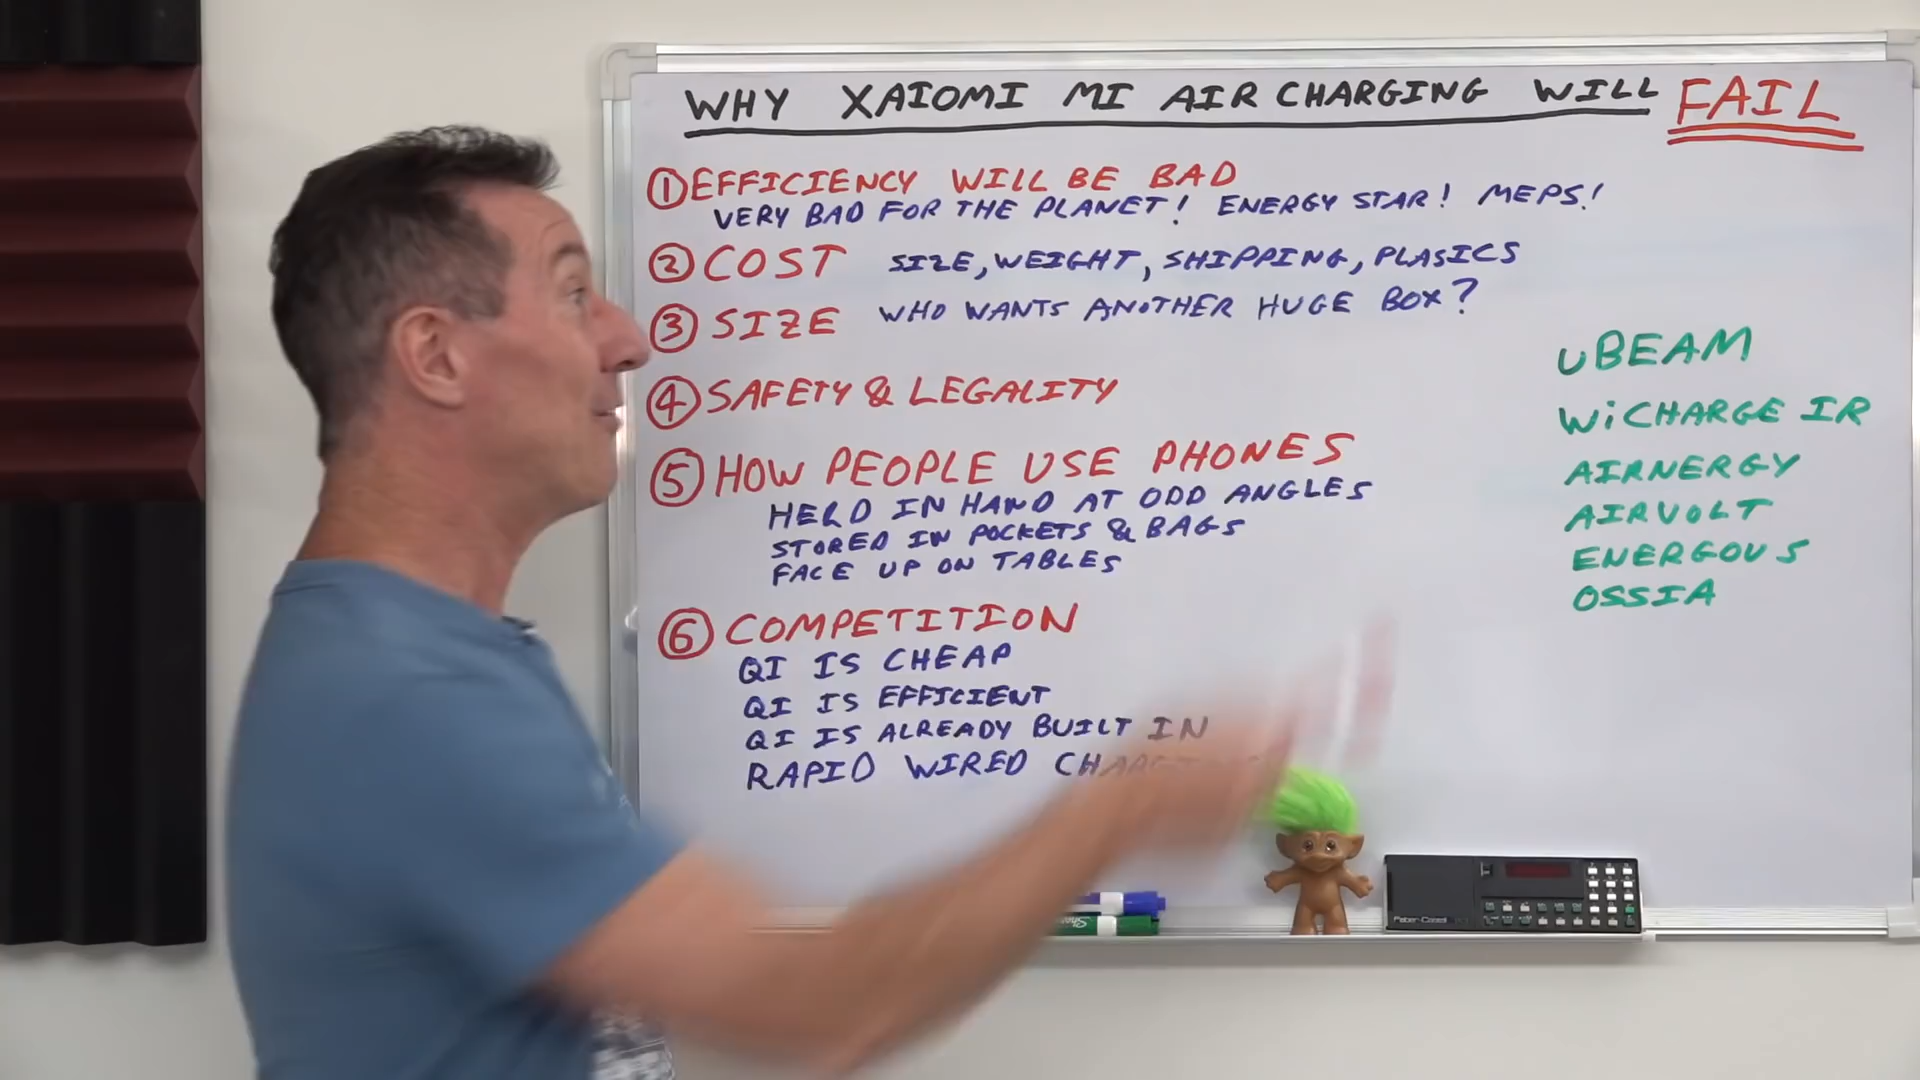 WHY XAIOMI MI AIR CHARGING WILL FAIL
① EFFICIENCY WILL BE BAD
VERY BAD FOR THE PLANET! ENERGY STAR! MEPS!
② COST SIZE, WEIGHT, SHIPPING, PLASICS
③ SIZE WHO WANTS ANOTHER HUGE BOX?
④ SAFETY & LEGALITY
⑤ HOW PEOPLE USE PHONES
HELD IN HAND AT ODD ANGLES
STORED IN POCKETS & BAGS
FACE UP ON TABLES
⑥ COMPETITION
QI IS CHEAP
QI IS EFFICIENT
QI IS ALREADY BUILT IN
RAPID WIRED
uBEAM
WiCHARGE IR
AIRNERGY
AIRVOLT
ENERGOUS
OSSIA
Faber-Castell